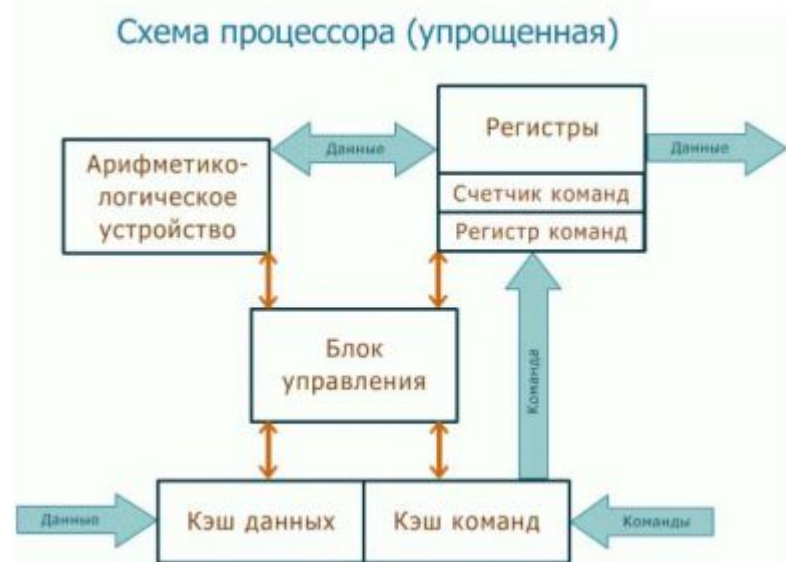 Схема процессора (упрощенная)
Данные
Регистры
Данные
Арифметико-
логическое
устройство
Счетчик команд
Регистр команд
Блок
управления
Команда
Данные
Кэш данных
Кэш команд
Команды